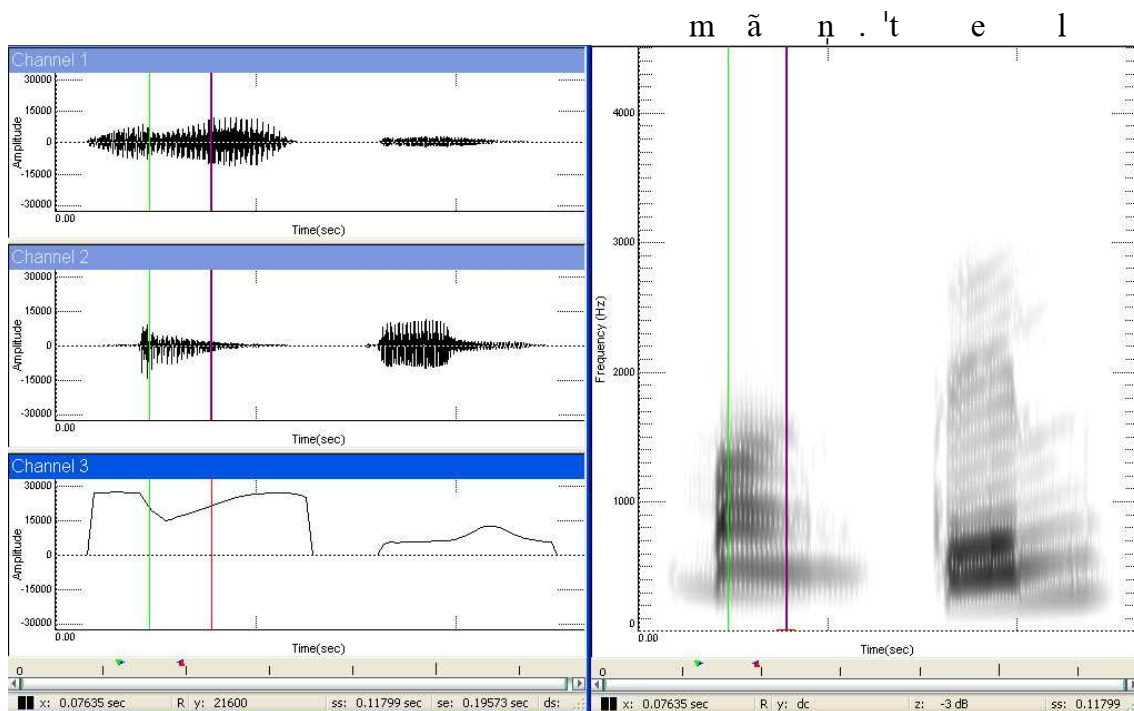 m ã n̪ . ˈt e l
Channel 1
Amplitude
30000
15000
0
-15000
-30000
0.00
Time(sec)
Channel 2
Amplitude
30000
15000
0
-15000
-30000
0.00
Time(sec)
Channel 3
Amplitude
30000
15000
0
-15000
-30000
0.00
Time(sec)
0
x: 0.07635 sec R y: 21600 ss: 0.11799 sec se: 0.19573 sec ds:
Frequency (Hz)
4000
3000
2000
1000
0
0.00
Time(sec)
0
x: 0.07635 sec R y: dc z: -3 dB ss: 0.11799